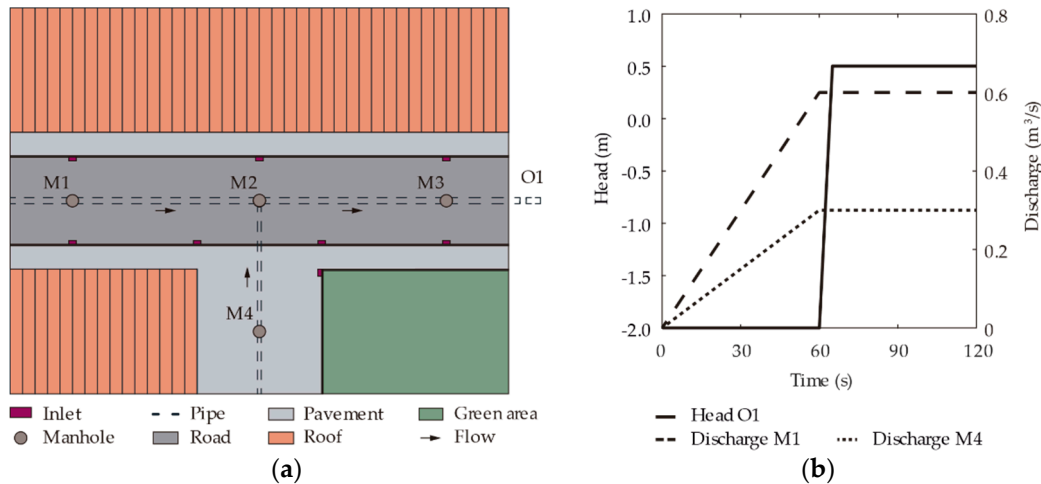 M1
M2
M3
O1
M4
Inlet
Pipe
Pavement
Green area
Manhole
Road
Roof
Flow
(a)
1.0
0.5
0.0
-0.5
-1.0
-1.5
-2.0
Head (m)
0.8
0.6
0.4
0.2
0
Discharge (m³/s)
0
30
60
90
120
Time (s)
Head O1
Discharge M1
Discharge M4
(b)